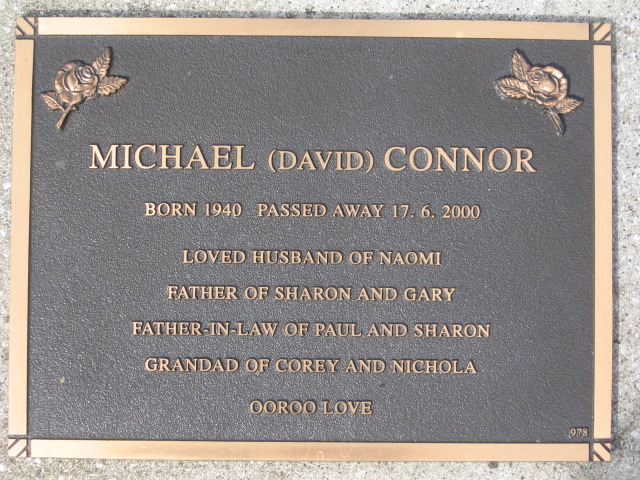 MICHAEL (DAVID) CONNOR
BORN 1940 PASSED AWAY 17. 6. 2000
LOVED HUSBAND OF NAOMI
FATHER OF SHARON AND GARY
FATHER-IN-LAW OF PAUL AND SHARON
GRANDAD OF COREY AND NICHOLA
OOROO LOVE
978